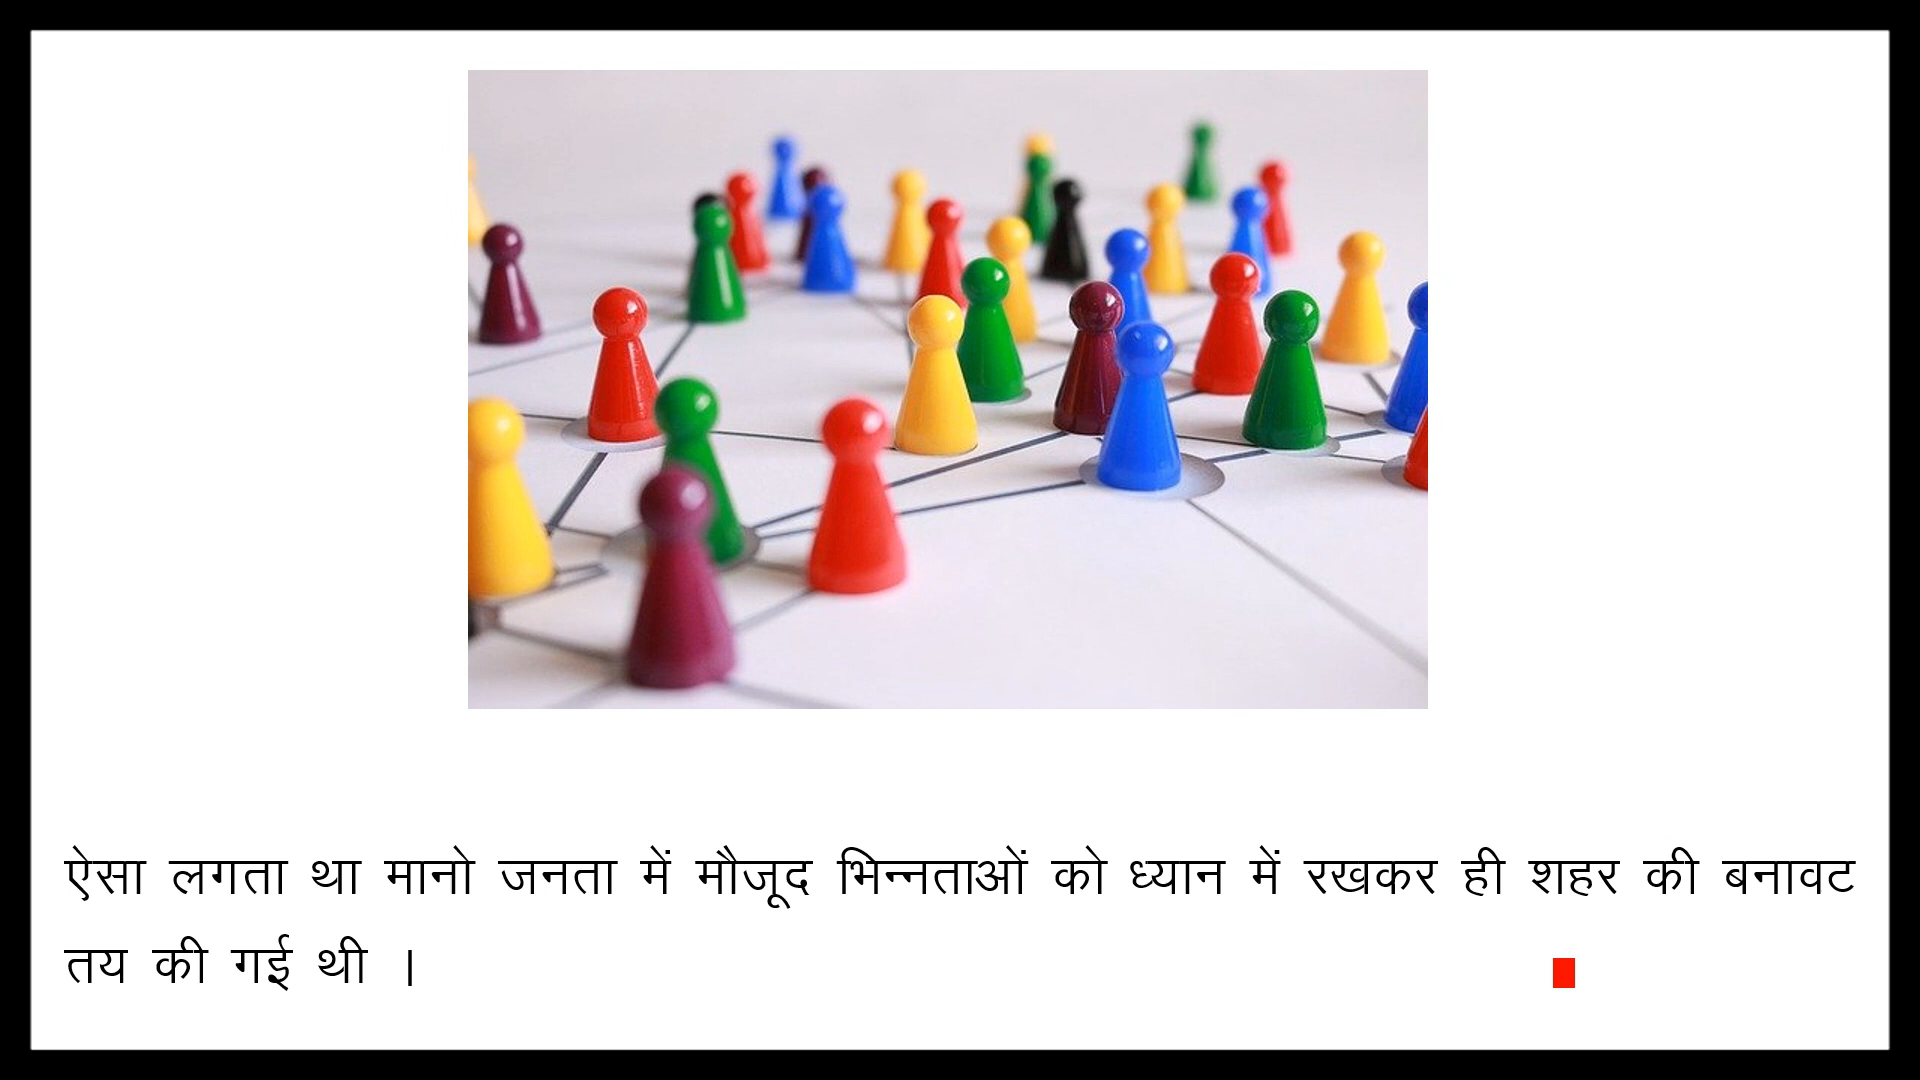 ऐसा लगता था मानो जनता में मौजूद भिन्नताओं को ध्यान में रखकर ही शहर की बनावट
तय की गई थी ।